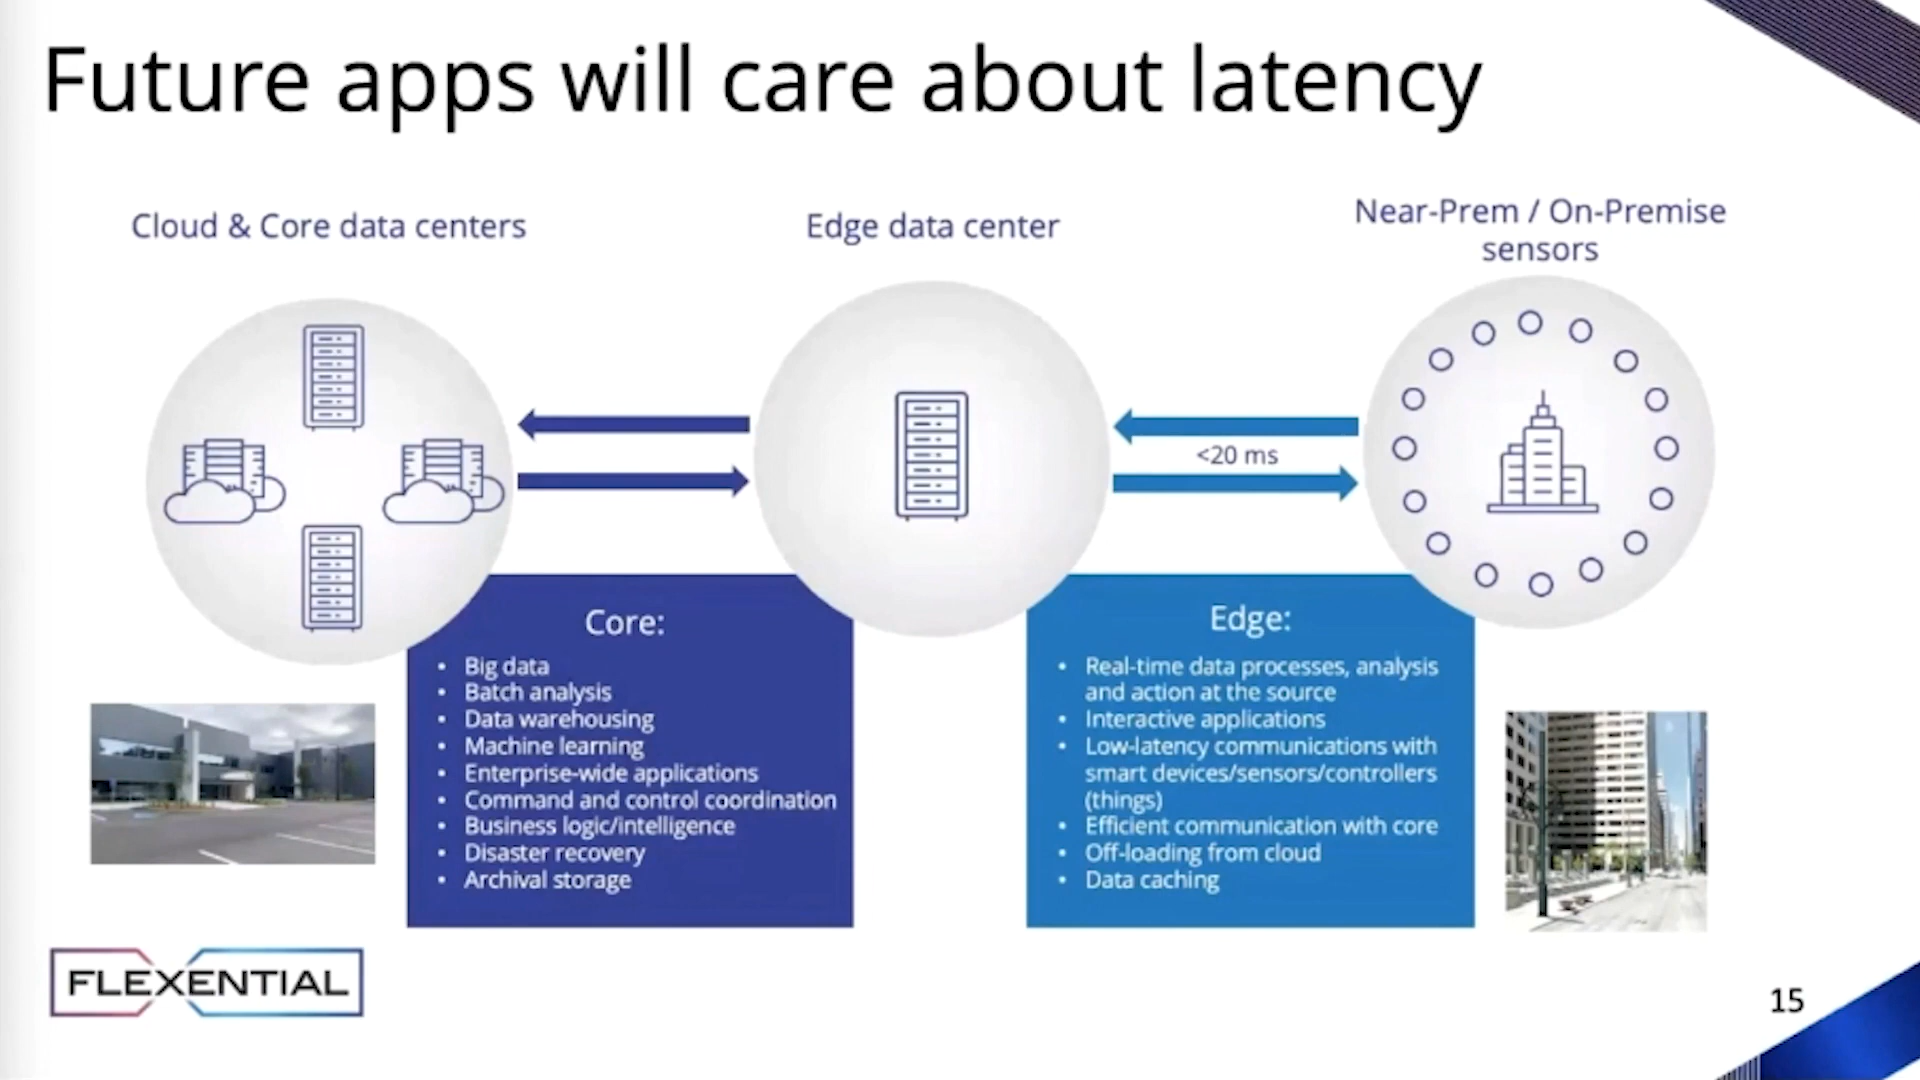 Future apps will care about latency
Cloud & Core data centers
Edge data center
Near-Prem / On-Premise
sensors
<20 ms
Core:
• Big data
• Batch analysis
• Data warehousing
• Machine learning
• Enterprise-wide applications
• Command and control coordination
• Business logic/intelligence
• Disaster recovery
• Archival storage
Edge:
• Real-time data processes, analysis
and action at the source
• Interactive applications
• Low-latency communications with
smart devices/sensors/controllers
(things)
• Efficient communication with core
• Off-loading from cloud
• Data caching
FLEXENTIAL
15